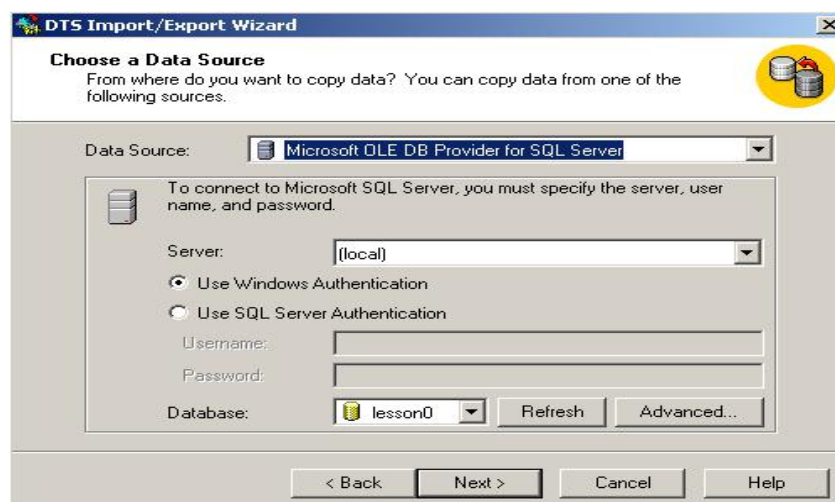 DTS Import/Export Wizard
Choose a Data Source
From where do you want to copy data? You can copy data from one of the
following sources.
Data Source: Microsoft OLE DB Provider for SQL Server
To connect to Microsoft SQL Server, you must specify the server, user
name, and password.
Server: (local)
Use Windows Authentication
Use SQL Server Authentication
Username:
Password:
Database: lesson0 Refresh Advanced...
< Back Next > Cancel Help